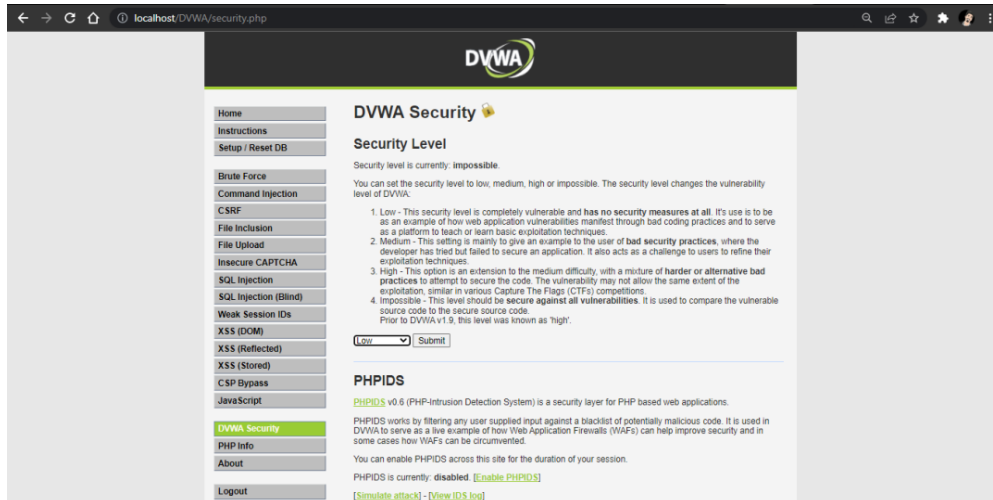 localhost/DVWA/security.php
DVWA
Home
Instructions
Setup / Reset DB
Brute Force
Command Injection
CSRF
File Inclusion
File Upload
Insecure CAPTCHA
SQL Injection
SQL Injection (Blind)
Weak Session IDs
XSS (DOM)
XSS (Reflected)
XSS (Stored)
CSP Bypass
JavaScript
DVWA Security
PHP Info
About
Logout
DVWA Security
Security Level
Security level is currently: impossible.
You can set the security level to low, medium, high or impossible. The security level changes the vulnerability
level of DVWA:
1. Low - This security level is completely vulnerable and has no security measures at all. It's use is to be
as an example of how web application vulnerabilities manifest through bad coding practices and to serve
as a platform to teach or learn basic exploitation techniques.
2. Medium - This setting is mainly to give an example to the user of bad security practices, where the
developer has tried but failed to secure an application. It also acts as a challenge to users to refine their
exploitation techniques.
3. High - This option is an extension to the medium difficulty, with a mixture of harder or alternative bad
practices to attempt to secure the code. The vulnerability may not allow the same extent of the
exploitation, similar in various Capture The Flags (CTFs) competitions.
4. Impossible - This level should be secure against all vulnerabilities. It is used to compare the vulnerable
source code to the secure source code.
Prior to DVWA v1.9, this level was known as 'high'.
Low Submit
PHPIDS
PHPIDS v0.6 (PHP-Intrusion Detection System) is a security layer for PHP based web applications.
PHPIDS works by filtering any user supplied input against a blacklist of potentially malicious code. It is used in
DVWA to serve as a live example of how Web Application Firewalls (WAFs) can help improve security and in
some cases how WAFs can be circumvented.
You can enable PHPIDS across this site for the duration of your session.
PHPIDS is currently: disabled. [Enable PHPIDS]
[Simulate attack] - [View IDS log]